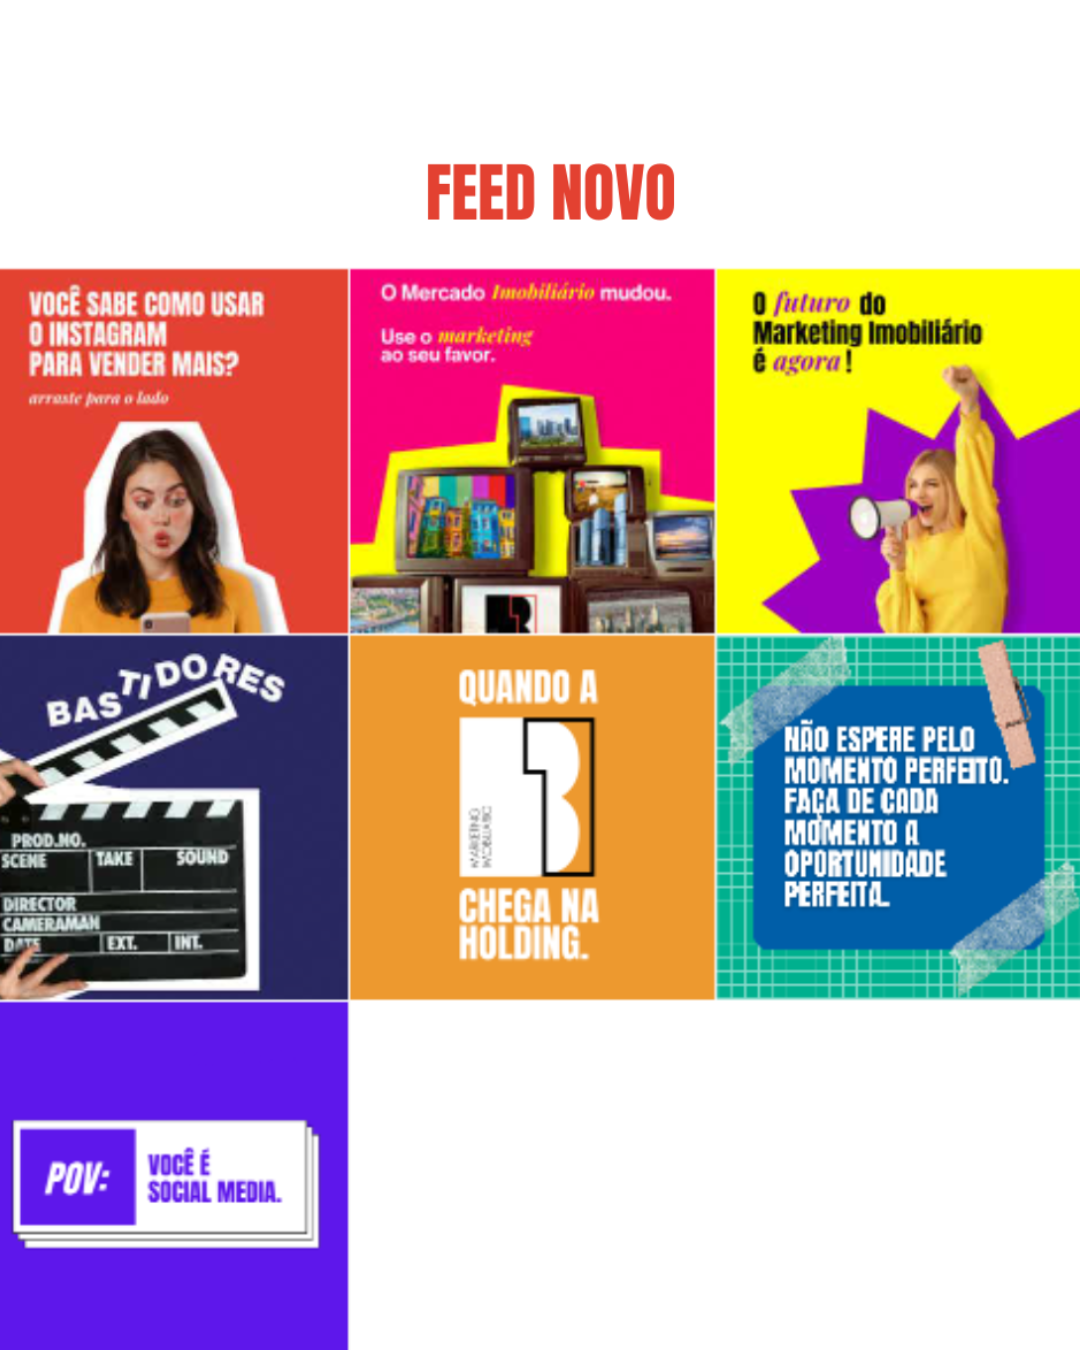 FEED NOVO
VOCÊ SABE COMO USAR
O INSTAGRAM
PARA VENDER MAIS?
arraste para o lado
O Mercado Imobiliário mudou.
Use o marketing
ao seu favor.
O futuro do
Marketing Imobiliário
é agora!
BASTIDORES
PROD.NO.
SCENE TAKE SOUND
DIRECTOR
CAMERAMAN
DATE EXT. INT.
QUANDO A
MARKETING
IMOBILIÁRIO
CHEGA NA
HOLDING.
NÃO ESPERE PELO
MOMENTO PERFEITO.
FAÇA DE CADA
MOMENTO A
OPORTUNIDADE
PERFEITA.
POV:
VOCÊ É
SOCIAL MEDIA.